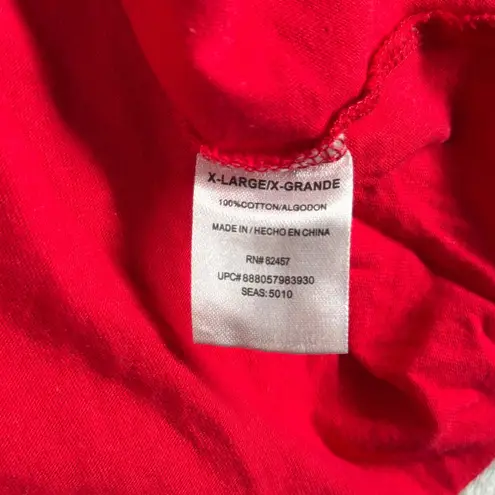 X-LARGE/X-GRANDE
100%COTTON/ALGODON
MADE IN / HECHO EN CHINA
RN# 82457
UPC# 888057983930
SEAS: 5010